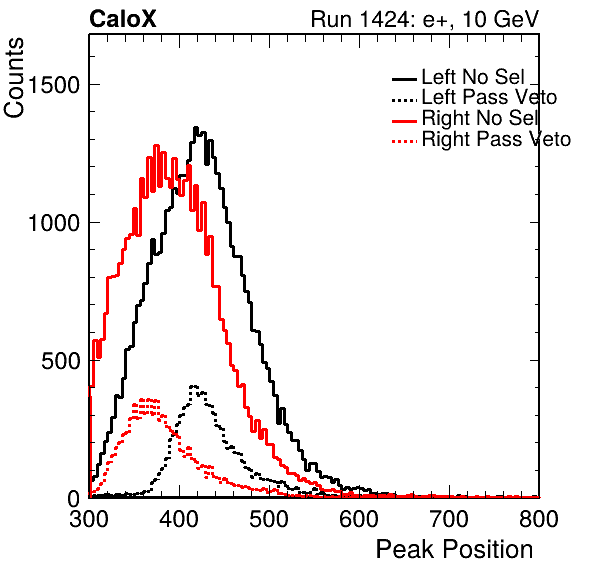 CaloX Run 1424: e+, 10 GeV
Counts
1500
1000
500
0
Left No Sel
Left Pass Veto
Right No Sel
Right Pass Veto
300 400 500 600 700 800
Peak Position